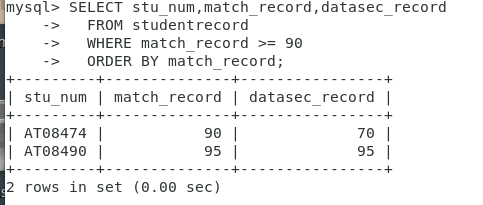 mysql> SELECT stu_num,match_record,datasec_record
    ->   FROM studentrecord
    ->   WHERE match_record >= 90
    ->   ORDER BY match_record;
+---------+--------------+----------------+
| stu_num | match_record | datasec_record |
+---------+--------------+----------------+
| AT08474 |           90 |             70 |
| AT08490 |           95 |             95 |
+---------+--------------+----------------+
2 rows in set (0.00 sec)